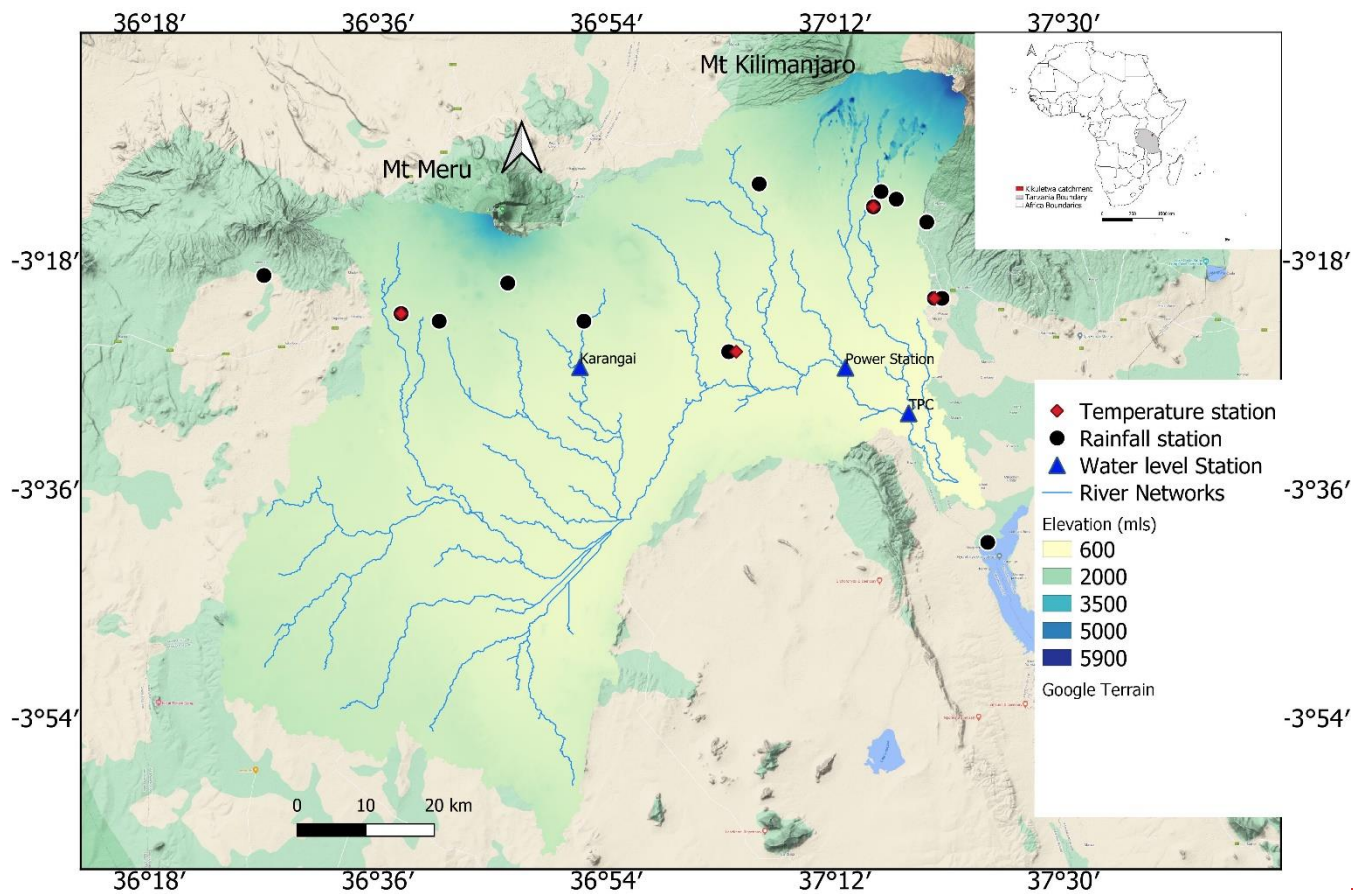 36°18′ 36°36′ 36°54′ 37°12′ 37°30′
Mt Kilimanjaro
Mt Meru
Kikuletwa catchment
Tanzania Boundary
Africa Boundaries
-3°18′ -3°18′
Karangai
Power Station
TPC
Temperature station
Rainfall station
Water level Station
River Networks
-3°36′ -3°36′
Elevation (mls)
600
2000
3500
5000
5900
Google Terrain
-3°54′ -3°54′
0 10 20 km
36°18′ 36°36′ 36°54′ 37°12′ 37°30′